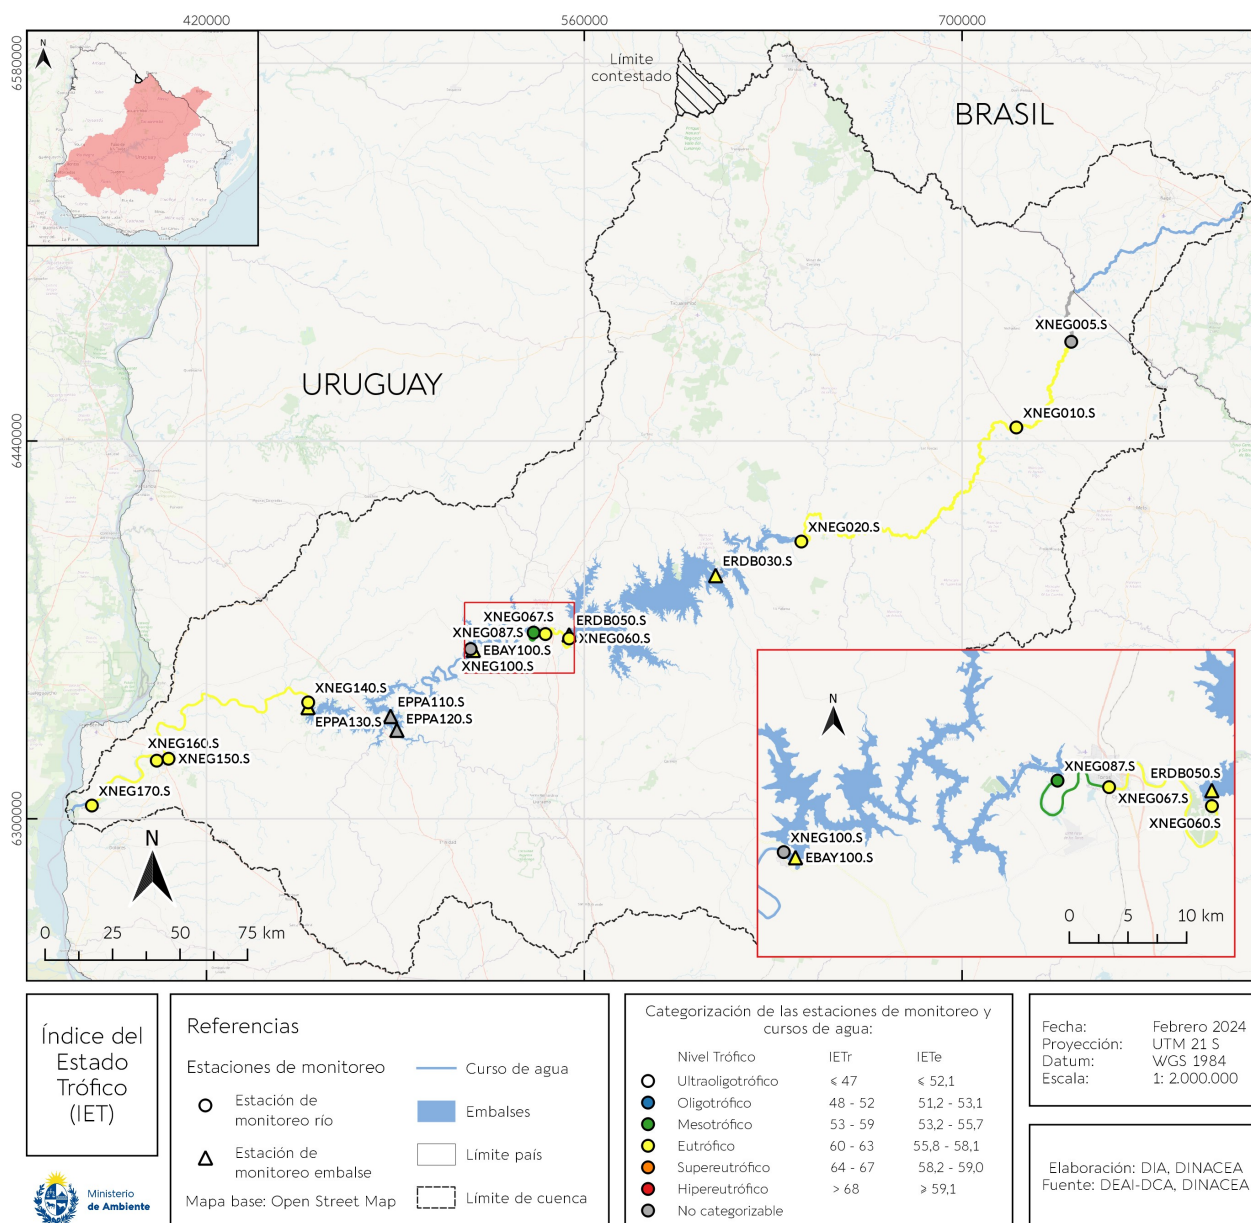 420000
560000
700000
6580000
6440000
6300000
N
Límite
contestado
BRASIL
URUGUAY
XNEG005.S
XNEG010.S
XNEG020.S
ERDB030.S
XNEG067.S
ERDB050.S
XNEG087.S
XNEG060.S
EBAY100.S
XNEG100.S
XNEG140.S
EPPA110.S
EPPA130.S
EPPA120.S
XNEG160.S
XNEG150.S
XNEG170.S
N
0 25 50 75 km
N
XNEG087.S
ERDB050.S
XNEG067.S
XNEG060.S
XNEG100.S
EBAY100.S
0 5 10 km
Índice del
Estado
Trófico
(IET)
Ministerio
de Ambiente
Referencias
Estaciones de monitoreo
Estación de
monitoreo río
Estación de
monitoreo embalse
Mapa base: Open Street Map
Curso de agua
Embalses
Límite país
Límite de cuenca
Categorización de las estaciones de monitoreo y
cursos de agua:
Nivel Trófico IETr IETe
Ultraoligotrófico ⩽ 47 ⩽ 52,1
Oligotrófico 48 - 52 51,2 - 53,1
Mesotrófico 53 - 59 53,2 - 55,7
Eutrófico 60 - 63 55,8 - 58,1
Supereutrófico 64 - 67 58,2 - 59,0
Hipereutrófico > 68 ⩾ 59,1
No categorizable
Fecha: Febrero 2024
Proyección: UTM 21 S
Datum: WGS 1984
Escala: 1: 2.000.000
Elaboración: DIA, DINACEA
Fuente: DEAI-DCA, DINACEA